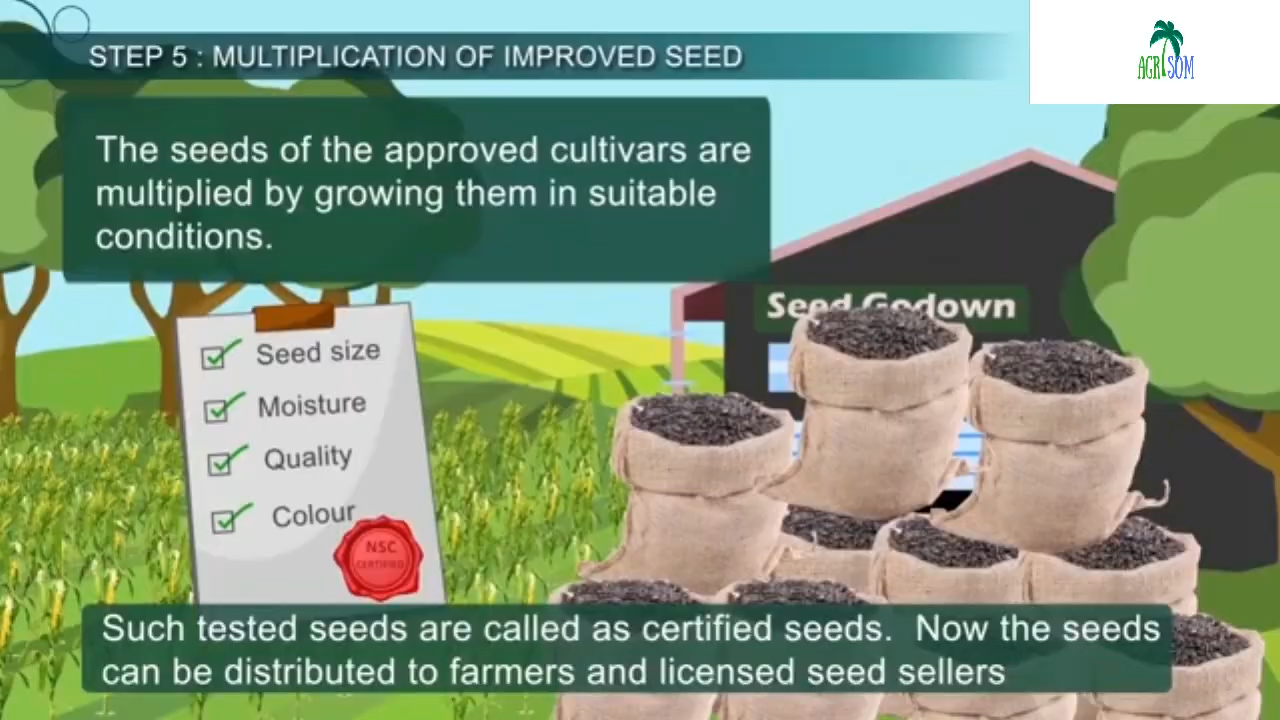 STEP 5 : MULTIPLICATION OF IMPROVED SEED
AGRISOM
The seeds of the approved cultivars are
multiplied by growing them in suitable
conditions.
Seed Godown
Seed size
Moisture
Quality
Colour
NSC
CERTIFIED
Such tested seeds are called as certified seeds. Now the seeds
can be distributed to farmers and licensed seed sellers